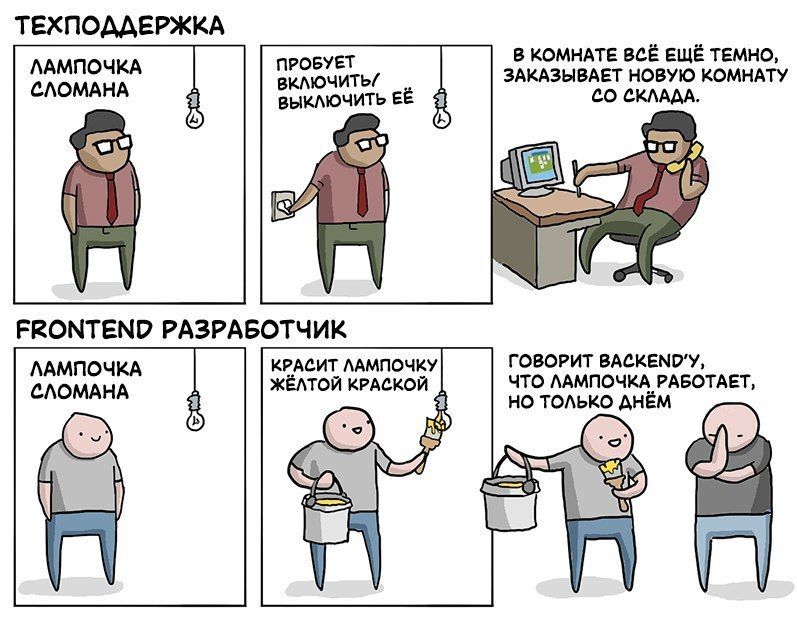 ТЕХПОДДЕРЖКА
ЛАМПОЧКА
СЛОМАНА
ПРОБУЕТ
ВКЛЮЧИТЬ/
ВЫКЛЮЧИТЬ ЕЁ
В КОМНАТЕ ВСЁ ЕЩЁ ТЕМНО,
ЗАКАЗЫВАЕТ НОВУЮ КОМНАТУ
СО СКЛАДА.
FRONTEND РАЗРАБОТЧИК
ЛАМПОЧКА
СЛОМАНА
КРАСИТ ЛАМПОЧКУ
ЖЁЛТОЙ КРАСКОЙ
ГОВОРИТ BACKEND'У,
ЧТО ЛАМПОЧКА РАБОТАЕТ,
НО ТОЛЬКО ДНЁМ